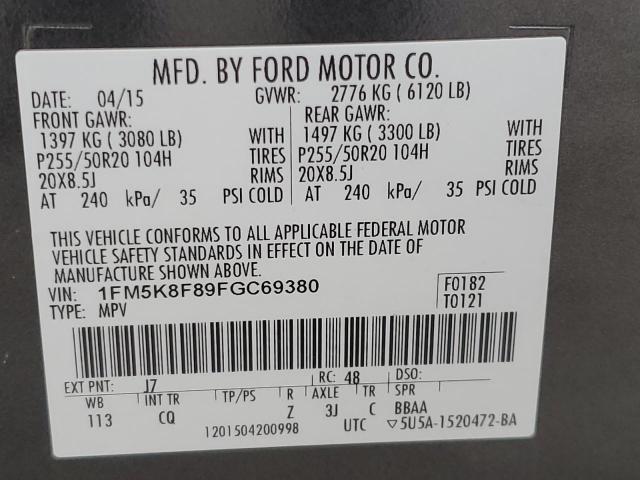 MFD. BY FORD MOTOR CO.
DATE: 04/15 GVWR: 2776 KG ( 6120 LB)
FRONT GAWR: REAR GAWR:
1397 KG ( 3080 LB) WITH 1497 KG ( 3300 LB) WITH
P255/50R20 104H TIRES P255/50R20 104H TIRES
20X8.5J RIMS 20X8.5J RIMS
AT 240 kPa/ 35 PSI COLD AT 240 kPa/ 35 PSI COLD
THIS VEHICLE CONFORMS TO ALL APPLICABLE FEDERAL MOTOR
VEHICLE SAFETY STANDARDS IN EFFECT ON THE DATE OF
MANUFACTURE SHOWN ABOVE.
VIN: 1FM5K8F89FGC69380 F0182
TYPE: MPV T0121
EXT PNT: J7 RC: 48 DSO:
WB INT TR TP/PS R AXLE TR SPR
113 CQ Z 3J C BBAA
1201504200998 UTC ▽5U5A-1520472-BA